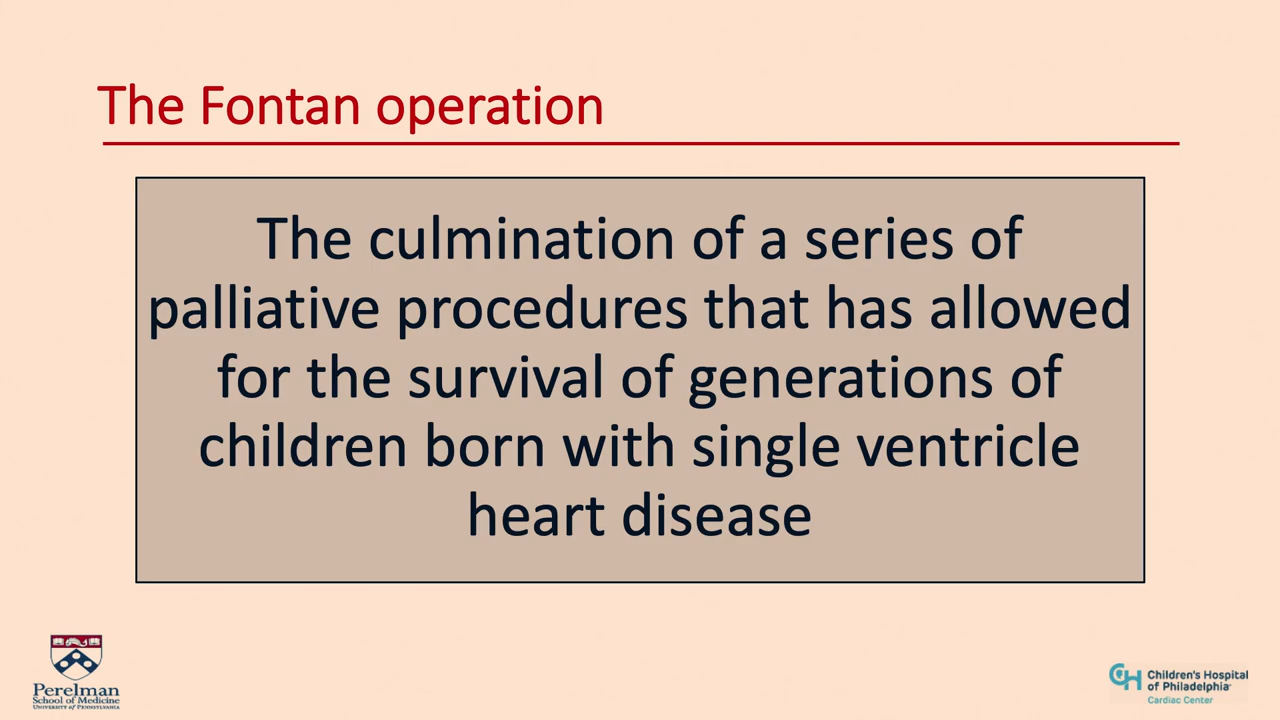 The Fontan operation
The culmination of a series of
palliative procedures that has allowed
for the survival of generations of
children born with single ventricle
heart disease
Perelman
School of Medicine
University of Pennsylvania
CH
Children's Hospital
of Philadelphia
Cardiac Center